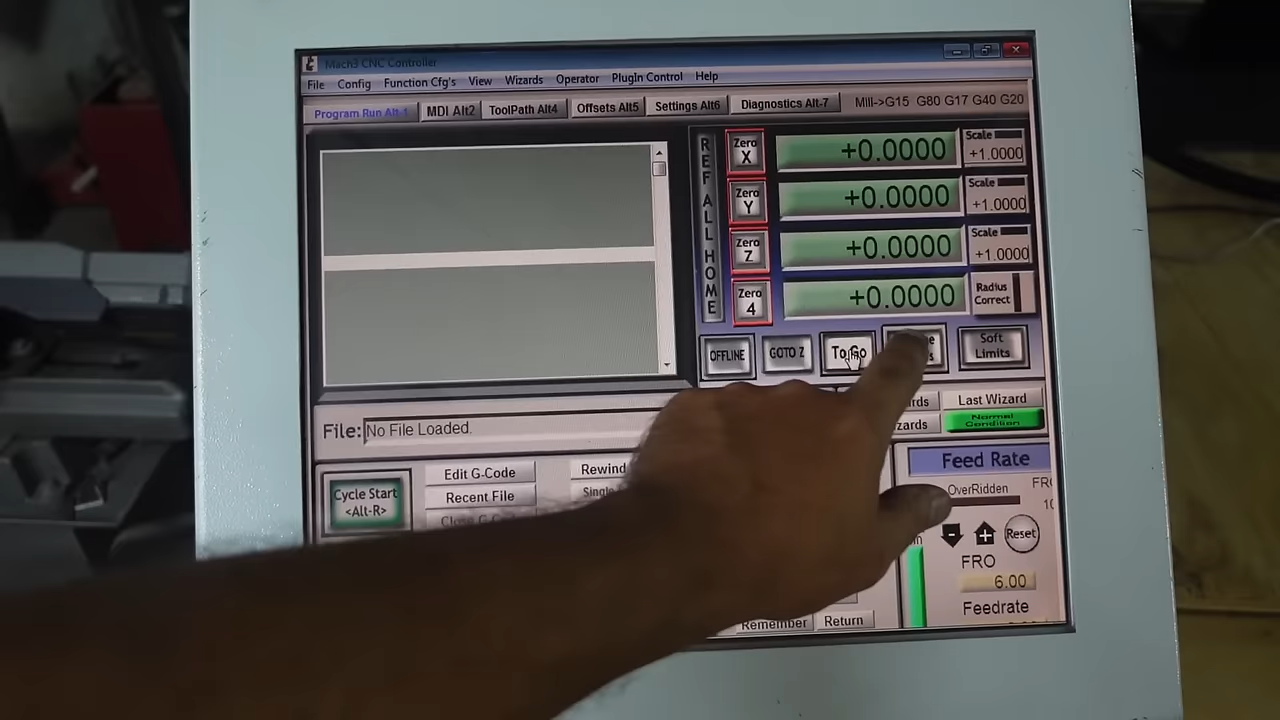 Mach3 CNC Controller
File Config Function Cfg's View Wizards Operator PlugIn Control Help
Program Run Alt-1 MDI Alt2 ToolPath Alt4 Offsets Alt5 Settings Alt6 Diagnostics Alt-7 Mill->G15 G80 G17 G40 G20
REF ALL HOME
Zero X +0.0000 Scale +1.0000
Zero Y +0.0000 Scale +1.0000
Zero Z +0.0000 Scale +1.0000
Zero 4 +0.0000 Radius Correct
OFFLINE GOTO Z To Go Soft Limits
Last Wizard
Normal Condition
File: No File Loaded.
Cycle Start <Alt-R>
Edit G-Code
Recent File
Rewind
Single
Feed Rate
OverRidden
Reset
FRO
6.00
Feedrate
Remember Return